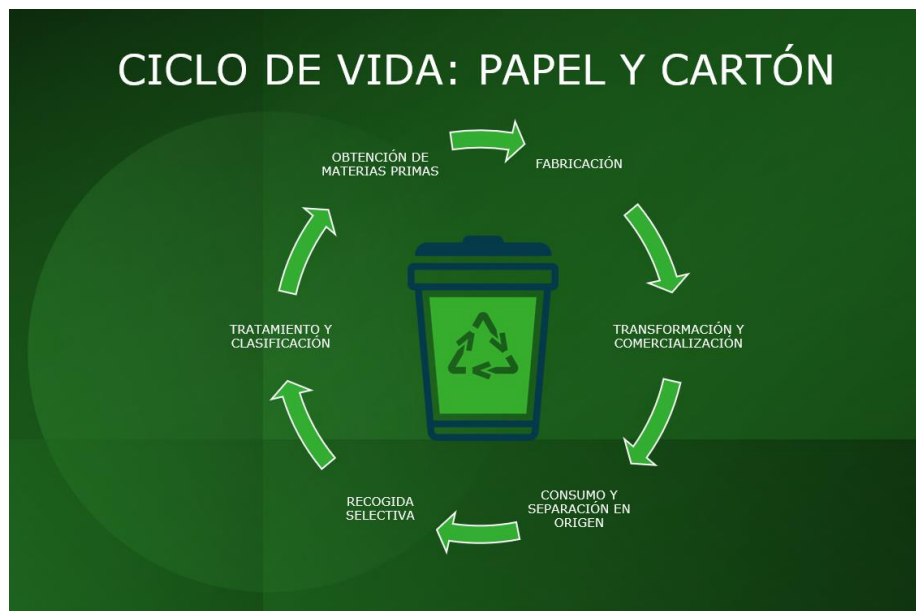 CICLO DE VIDA: PAPEL Y CARTÓN
OBTENCIÓN DE
MATERIAS PRIMAS
FABRICACIÓN
TRANSFORMACIÓN Y
COMERCIALIZACIÓN
CONSUMO Y
SEPARACIÓN EN
ORIGEN
RECOGIDA
SELECTIVA
TRATAMIENTO Y
CLASIFICACIÓN